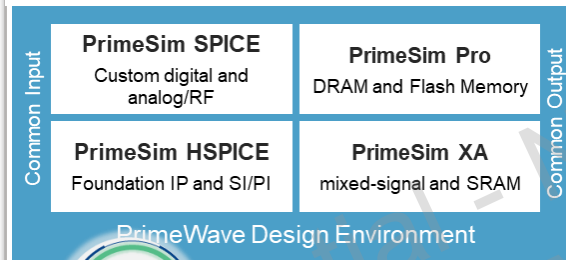 Common Input
PrimeSim SPICE
Custom digital and
analog/RF
PrimeSim Pro
DRAM and Flash Memory
PrimeSim HSPICE
Foundation IP and SI/PI
PrimeSim XA
mixed-signal and SRAM
Common Output
PrimeWave Design Environment